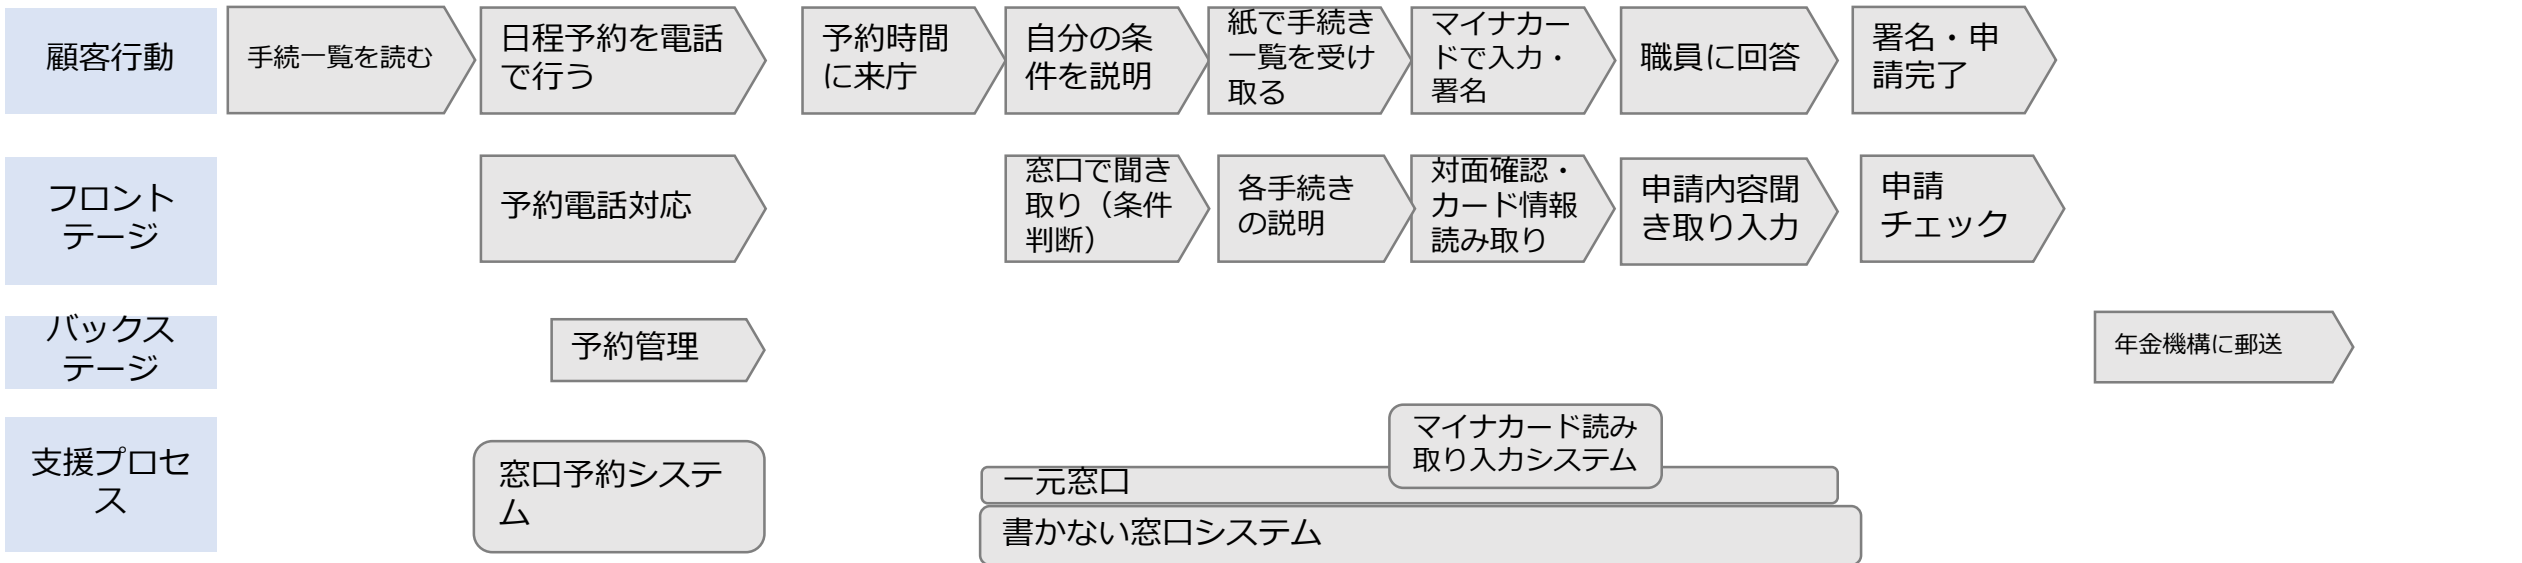 顧客行動
手続一覧を読む
日程予約を電話
で行う
予約時間
に来庁
自分の条
件を説明
紙で手続き
一覧を受け
取る
マイナカー
ドで入力・
署名
職員に回答
署名・申
請完了
フロント
テージ
予約電話対応
窓口で聞き
取り（条件
判断）
各手続き
の説明
対面確認・
カード情報
読み取り
申請内容聞
き取り入力
申請
チェック
バックス
テージ
予約管理
年金機構に郵送
支援プロセ
ス
窓口予約システ
ム
マイナカード読み
取り入力システム
一元窓口
書かない窓口システム